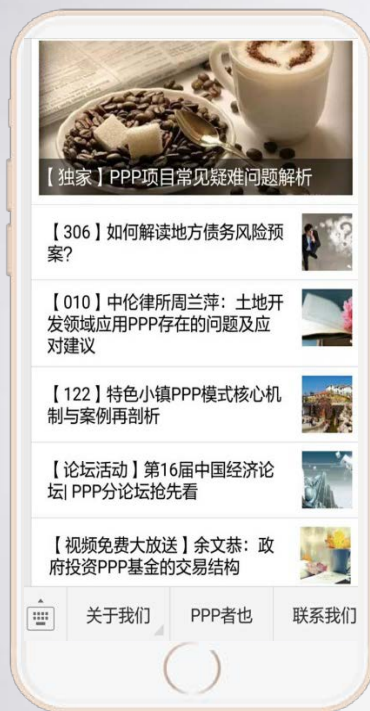 【独家】PPP项目常见疑难问题解析
【306】如何解读地方债务风险预
案?
【010】中伦律所周兰萍：土地开
发领域应用PPP存在的问题及应
对建议
【122】特色小镇PPP模式核心机
制与案例再剖析
【论坛活动】第16届中国经济论
坛| PPP分论坛抢先看
【视频免费大放送】余文恭：政
府投资PPP基金的交易结构
关于我们
PPP者也
联系我们